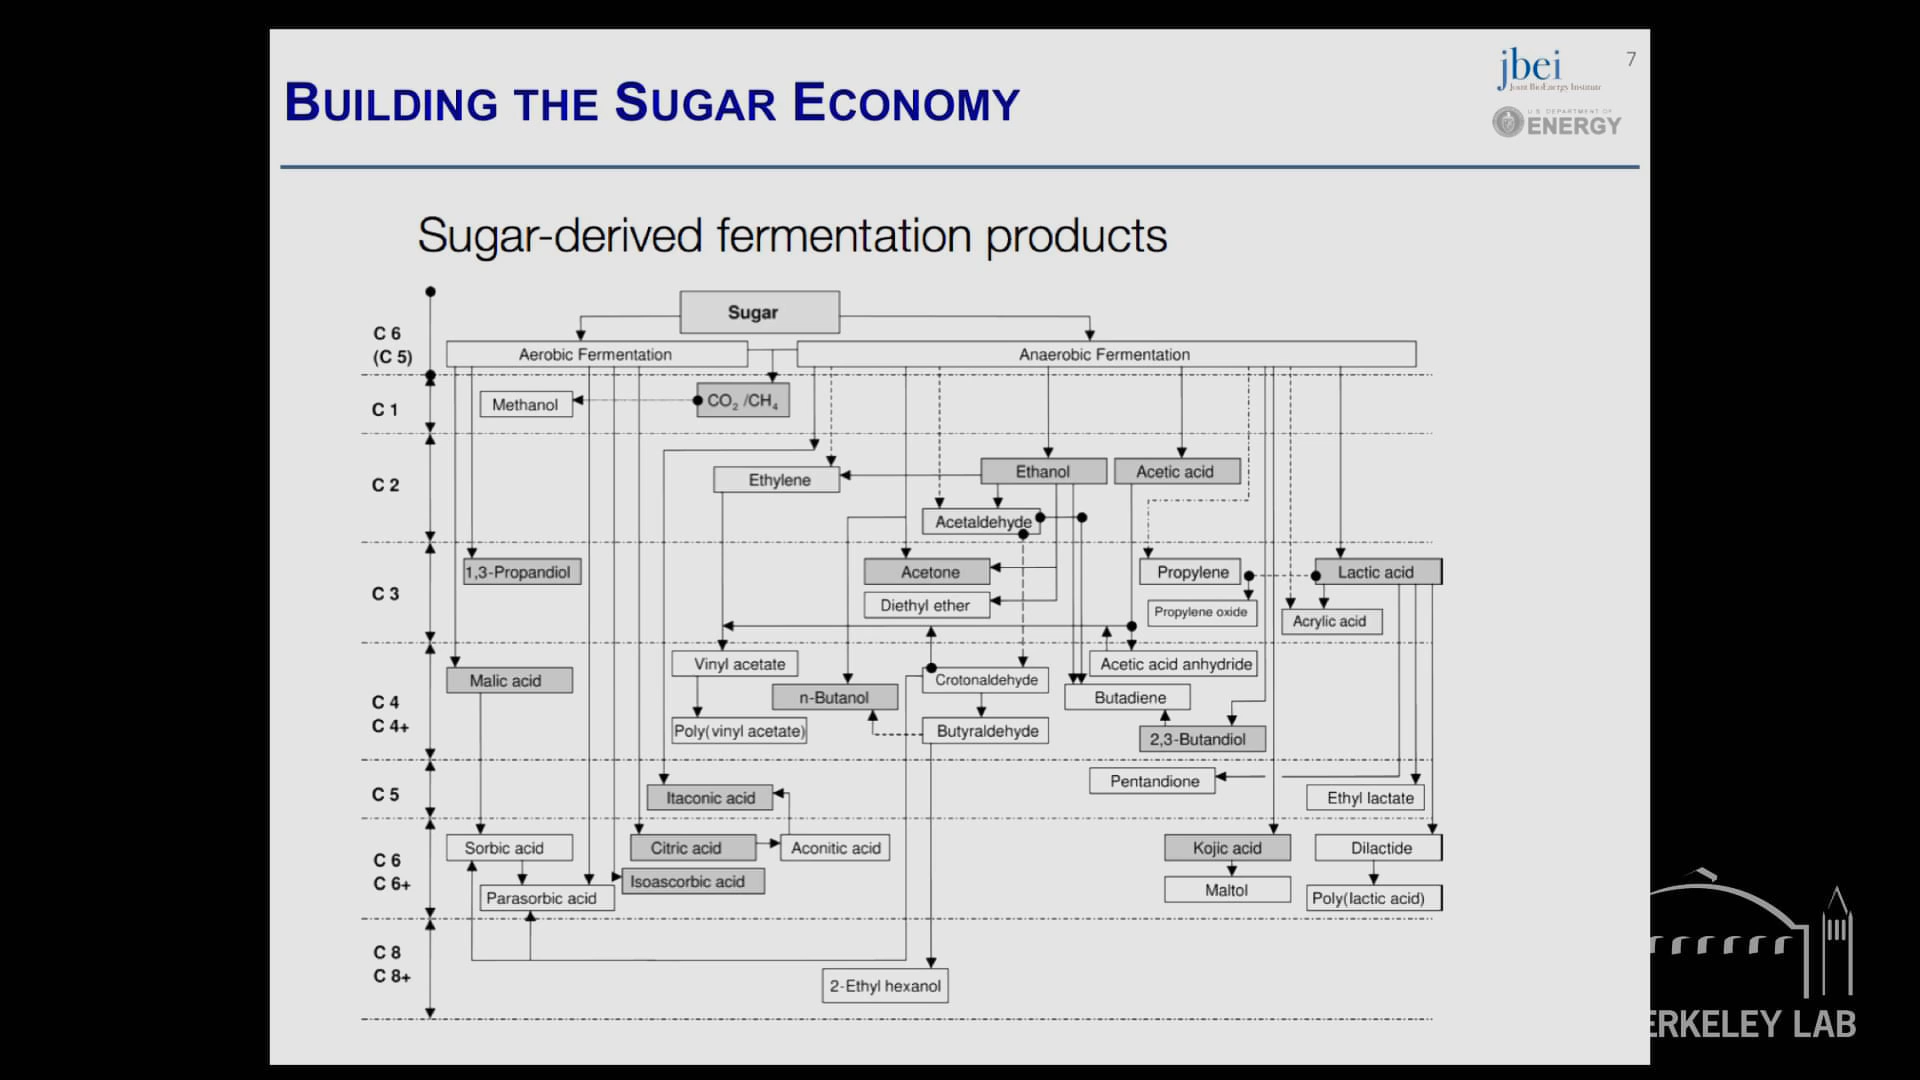 BUILDING THE SUGAR ECONOMY
jbei
Joint BioEnergy Institute
7
U.S. DEPARTMENT OF
ENERGY
Sugar-derived fermentation products
Sugar
C 6
(C 5)
Aerobic Fermentation
Anaerobic Fermentation
C 1
Methanol
CO2 /CH4
C 2
Ethylene
Ethanol
Acetic acid
Acetaldehyde
C 3
1,3-Propandiol
Acetone
Propylene
Lactic acid
Diethyl ether
Propylene oxide
Acrylic acid
C 4
C 4+
Malic acid
Vinyl acetate
n-Butanol
Crotonaldehyde
Acetic acid anhydride
Butadiene
Poly(vinyl acetate)
Butyraldehyde
2,3-Butandiol
C 5
Itaconic acid
Pentandione
Ethyl lactate
C 6
C 6+
Sorbic acid
Citric acid
Aconitic acid
Kojic acid
Dilactide
Parasorbic acid
Isoascorbic acid
Maltol
Poly(lactic acid)
C 8
C 8+
2-Ethyl hexanol
ERKELEY LAB